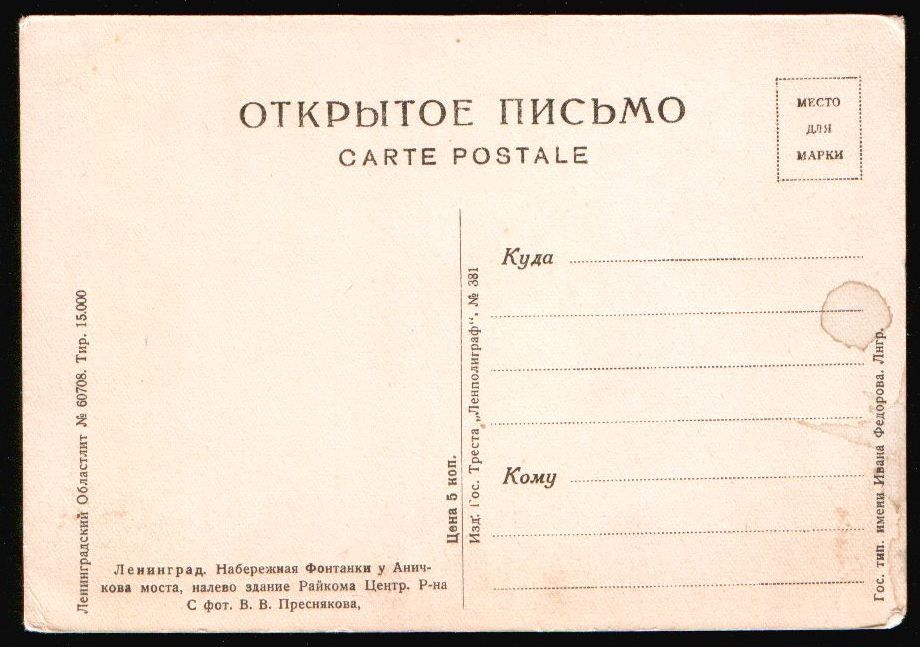 ОТКРЫТОЕ ПИСЬМО
CARTE POSTALE
МЕСТО
ДЛЯ
МАРКИ
Ленинградский Областлит № 60708. Тир. 15.000
Ленинград. Набережная Фонтанки у Анич-
кова моста, налево здание Райкома Центр. Р-на
С фот. В. В. Преснякова,
Цена 5 коп.
Изд. Гос. Треста „Ленполиграф“, № 381
Куда
Кому
Гос. тип. имени Ивана Федорова. Лнгр.